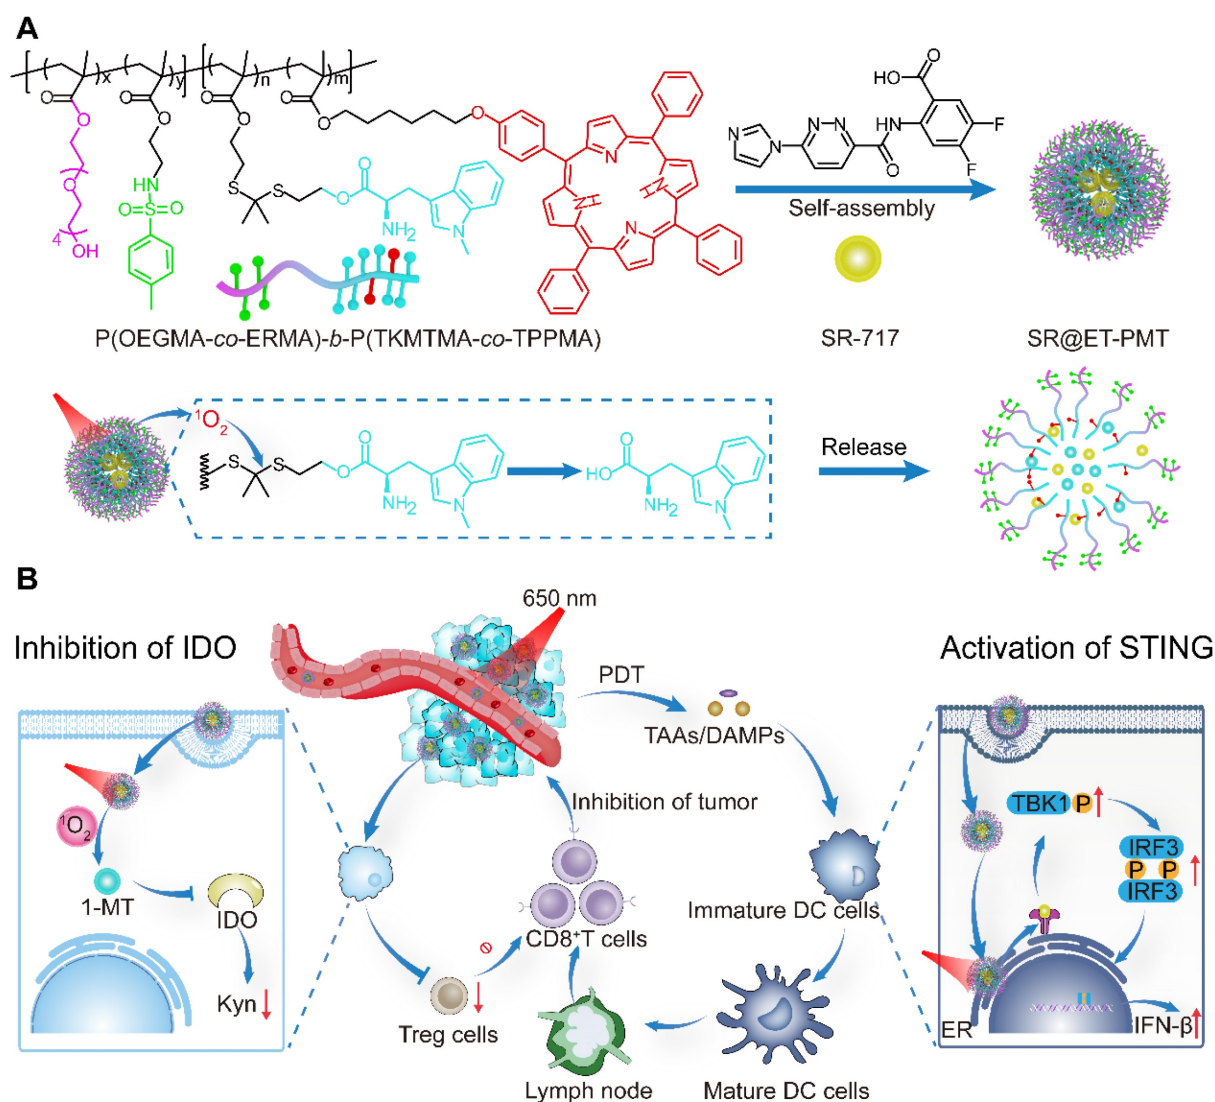 A
x
y
n
m
O
O
O
O
O
O
O
O
O
HO
O
N
N
N
N
NH
O
F
F
O
O
4
OH
NH
O=S=O
S
S
O
O
NH2
N
N
NH
N
HN
Self-assembly
P(OEGMA-co-ERMA)-b-P(TKMTMA-co-TPPMA)
SR-717
SR@ET-PMT
1O2
S
S
O
O
NH2
N
O
HO
NH2
N
Release
B
650 nm
Inhibition of IDO
Activation of STING
PDT
TAAs/DAMPs
1O2
1-MT
IDO
Kyn
Inhibition of tumor
CD8+T cells
Treg cells
Lymph node
Immature DC cells
Mature DC cells
TBK1 P
IRF3
P P
IRF3
ER
IFN-β